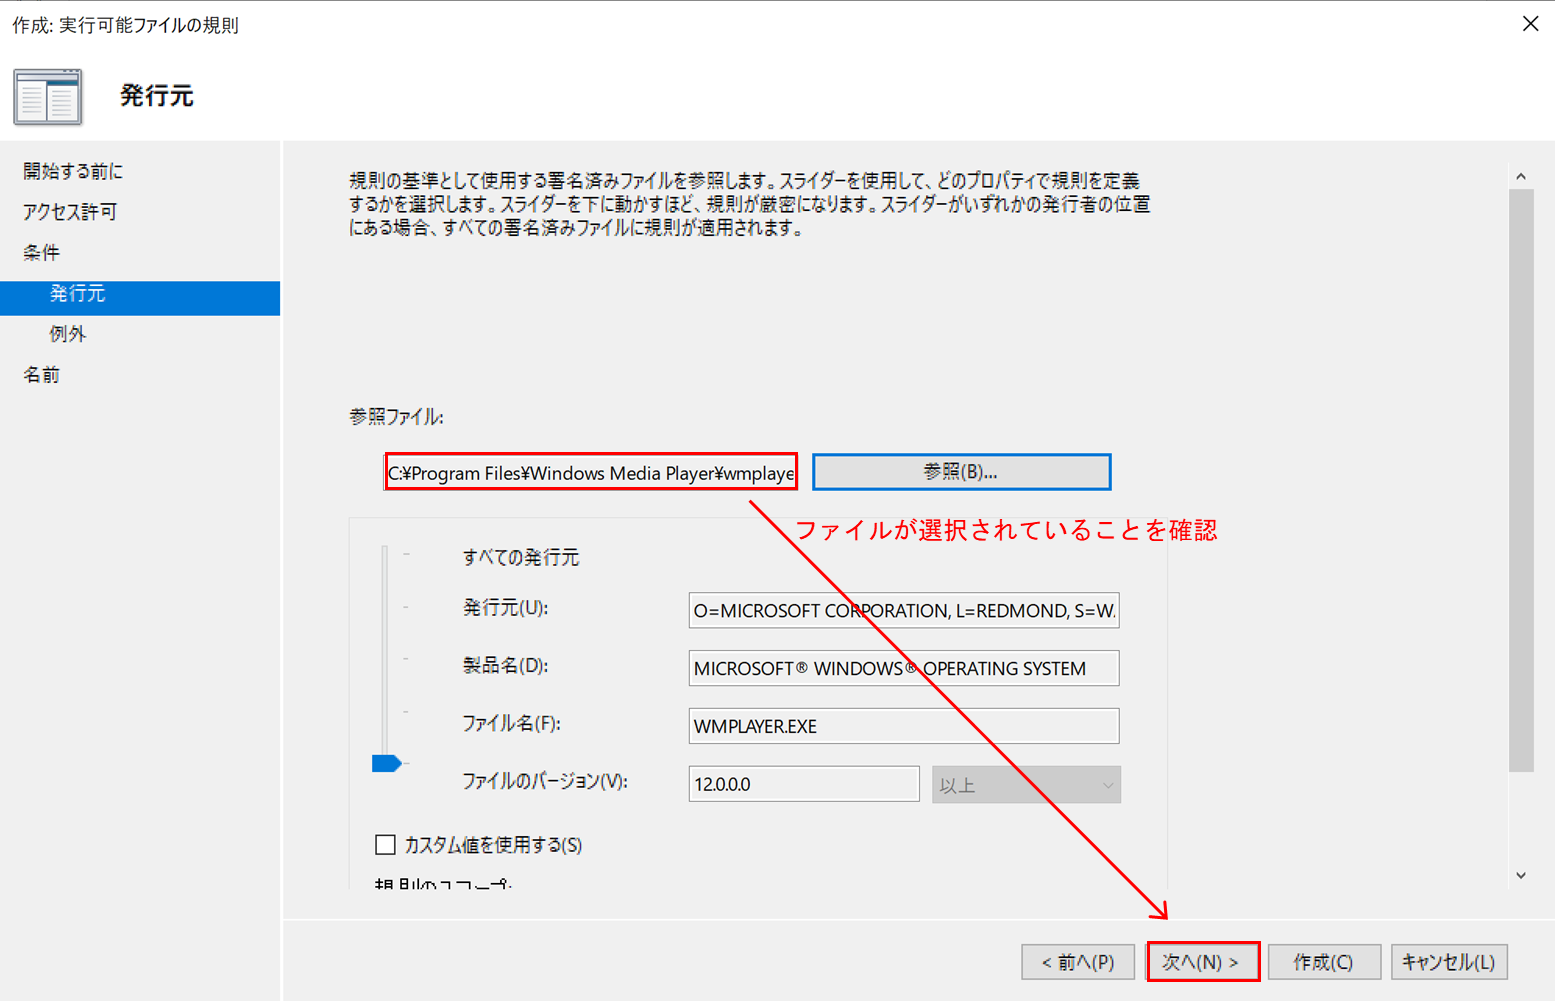 作成: 実行可能ファイルの規則
発行元
開始する前に
アクセス許可
条件
発行元
例外
名前
規則の基準として使用する署名済みファイルを参照します。スライダーを使用して、どのプロパティで規則を定義
するかを選択します。スライダーを下に動かすほど、規則が厳密になります。スライダーがいずれかの発行者の位置
にある場合、すべての署名済みファイルに規則が適用されます。
参照ファイル:
C:¥Program Files¥Windows Media Player¥wmplaye
参照(B)...
ファイルが選択されていることを確認
すべての発行元
発行元(U):
O=MICROSOFT CORPORATION, L=REDMOND, S=WA
製品名(D):
MICROSOFT® WINDOWS® OPERATING SYSTEM
ファイル名(F):
WMPLAYER.EXE
ファイルのバージョン(V):
12.0.0.0
以上
カスタム値を使用する(S)
規則のスコープ:
< 前へ(P)
次へ(N) >
作成(C)
キャンセル(L)